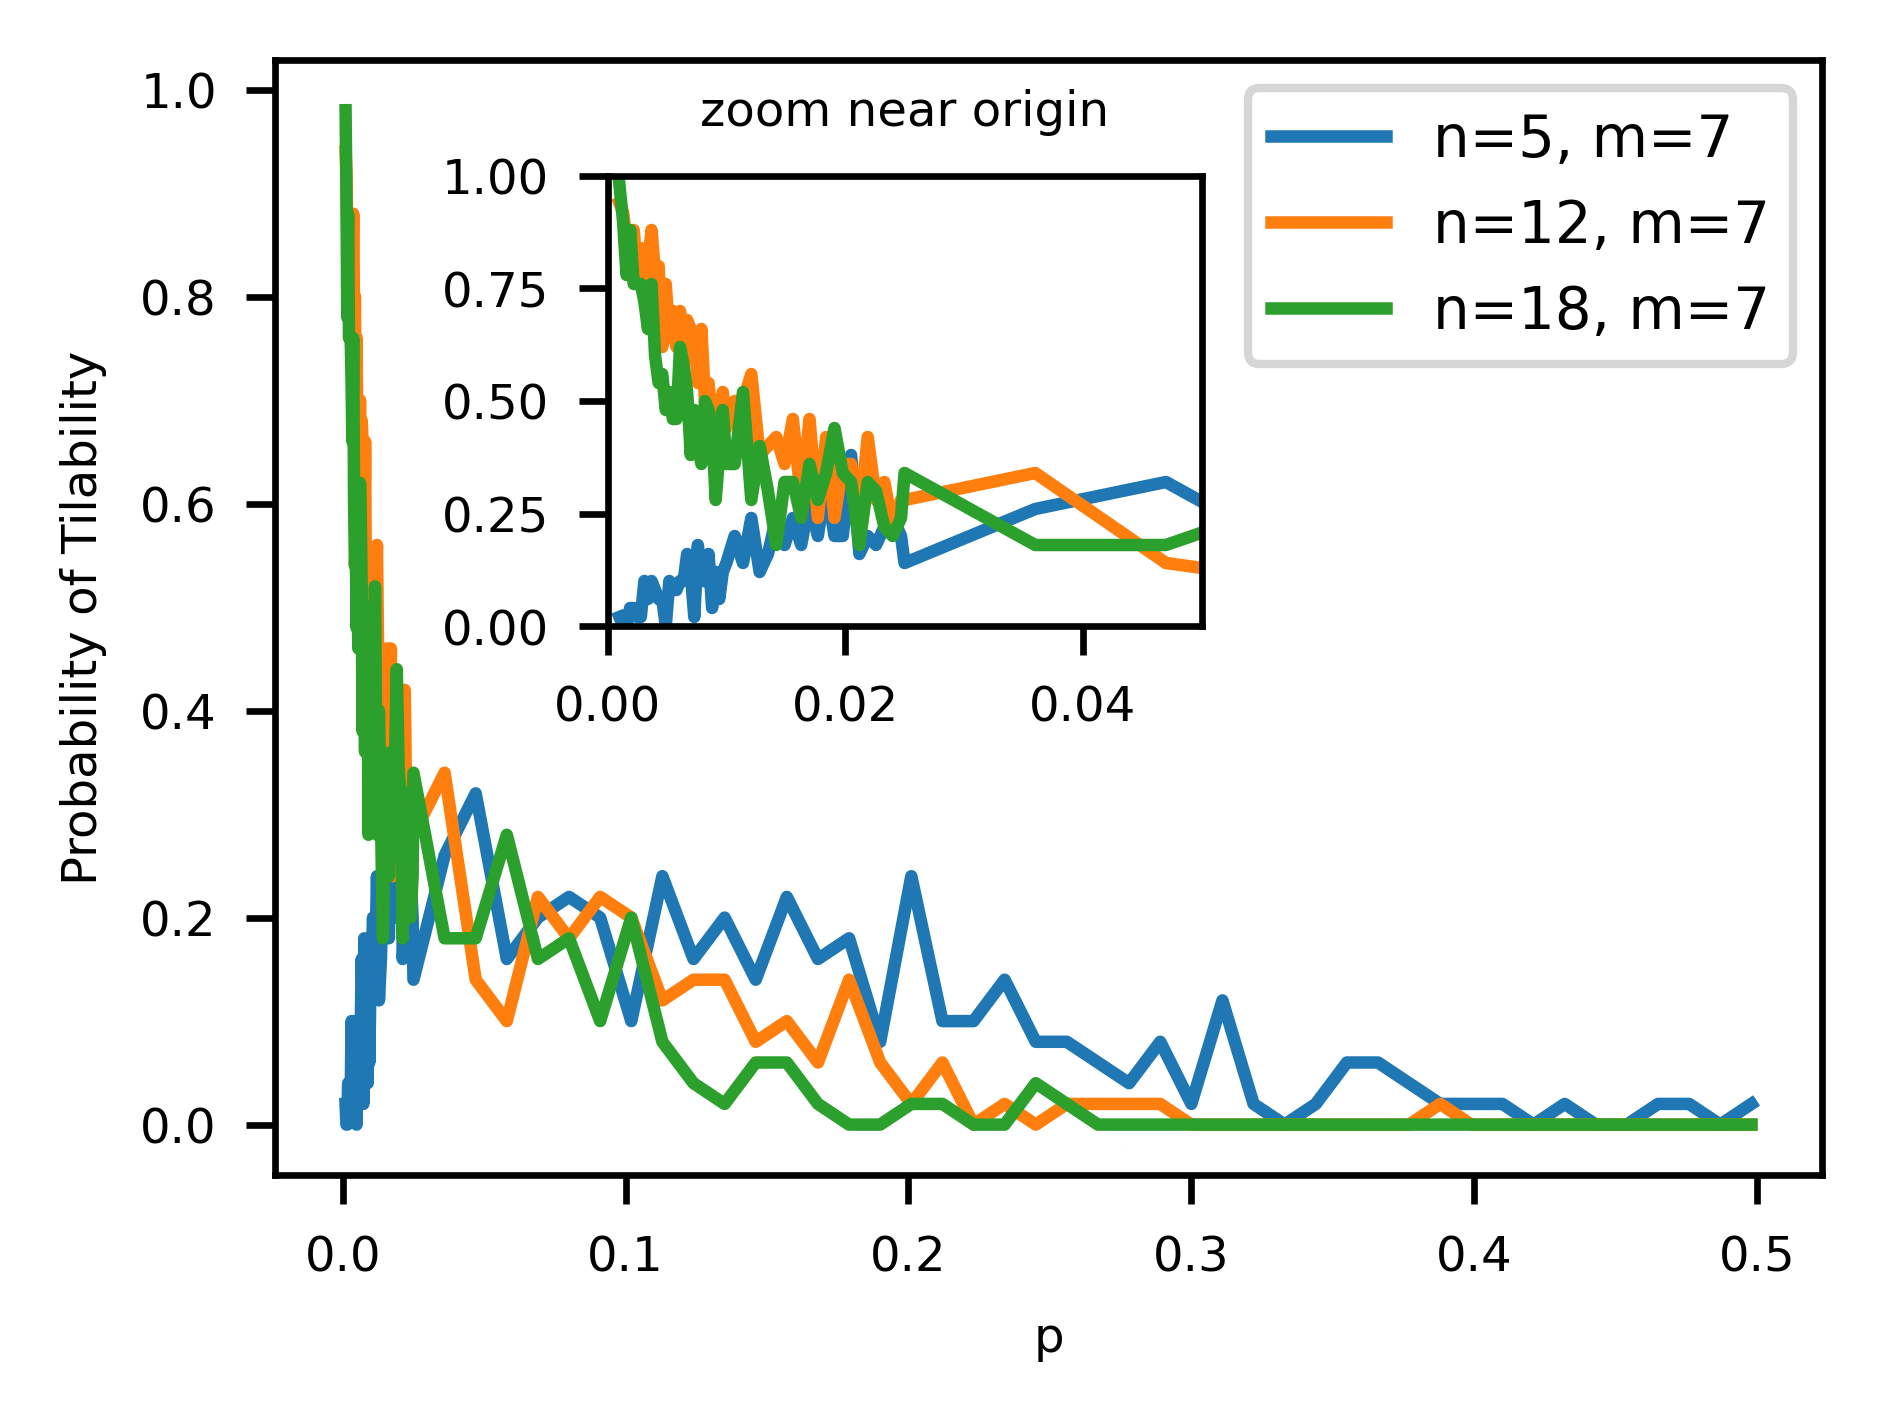 zoom near origin
n=5, m=7
n=12, m=7
n=18, m=7
1.00
0.75
0.50
0.25
0.00
0.00 0.02 0.04
Probability of Tilability
1.0
0.8
0.6
0.4
0.2
0.0
0.0 0.1 0.2 0.3 0.4 0.5
p